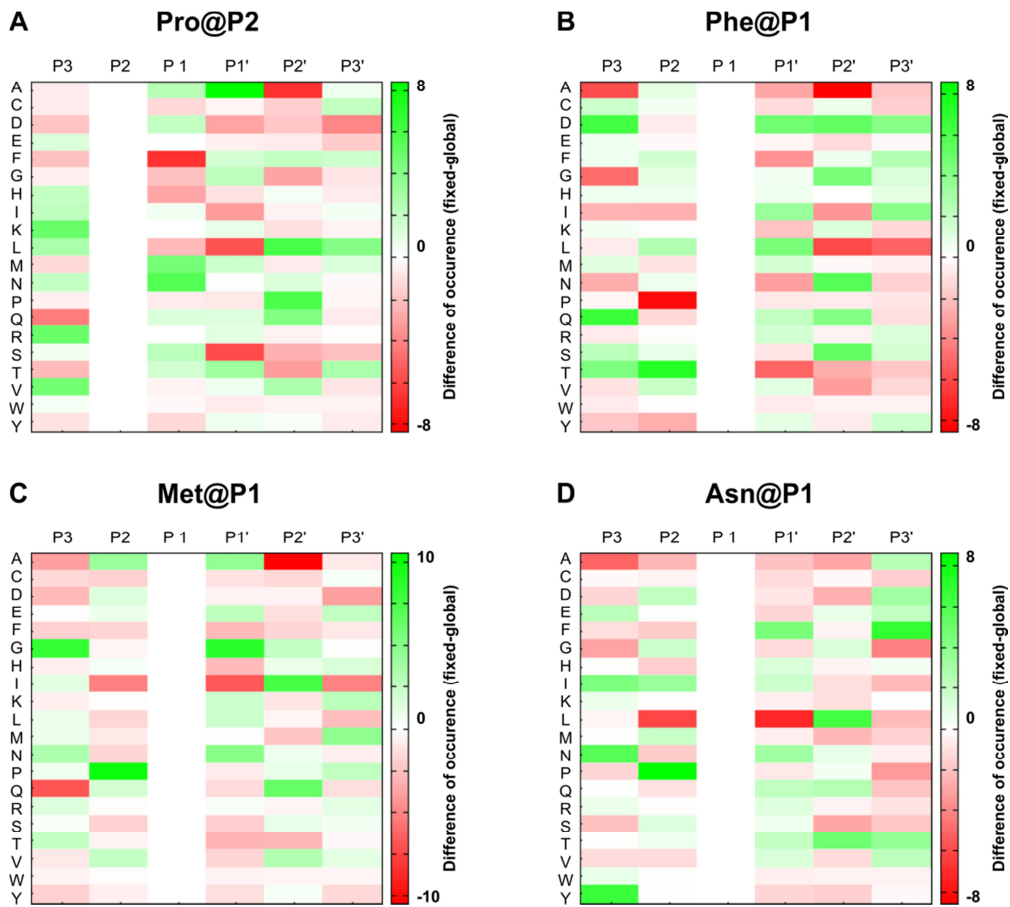 A Pro@P2
P3 P2 P 1 P1' P2' P3'
A
C
D
E
F
G
H
I
K
L
M
N
P
Q
R
S
T
V
W
Y
8
0
-8
Difference of occurence (fixed-global)
B Phe@P1
P3 P2 P 1 P1' P2' P3'
A
C
D
E
F
G
H
I
K
L
M
N
P
Q
R
S
T
V
W
Y
8
0
-8
Difference of occurence (fixed-global)
C Met@P1
P3 P2 P 1 P1' P2' P3'
A
C
D
E
F
G
H
I
K
L
M
N
P
Q
R
S
T
V
W
Y
10
0
-10
Difference of occurence (fixed-global)
D Asn@P1
P3 P2 P 1 P1' P2' P3'
A
C
D
E
F
G
H
I
K
L
M
N
P
Q
R
S
T
V
W
Y
8
0
-8
Difference of occurence (fixed-global)